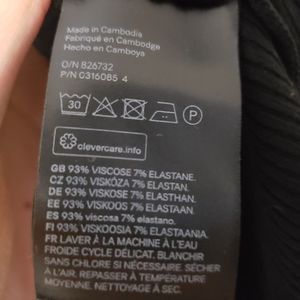 Made in Cambodia
Fabriqué en Cambodge
Hecho en Camboya
O/N 826732
P/N 0316085 4
30
P
clevercare.info
GB 93% VISCOSE 7% ELASTANE.
CZ 93% VISKÓZA 7% ELASTAN.
DE 93% VISKOSE 7% ELASTHAN.
EE 93% VISKOOS 7% ELASTAAN.
ES 93% viscosa 7% elastano.
FI 93% VISKOOSIA 7% ELASTAANIA.
FR LAVER À LA MACHINE À L'EAU
FROIDE CYCLE DÉLICAT. BLANCHIR
SANS CHLORE SI NÉCESSAIRE. SÉCHER
À L'AIR. REPASSER À TEMPÉRATURE
MOYENNE. NETTOYAGE À SEC.